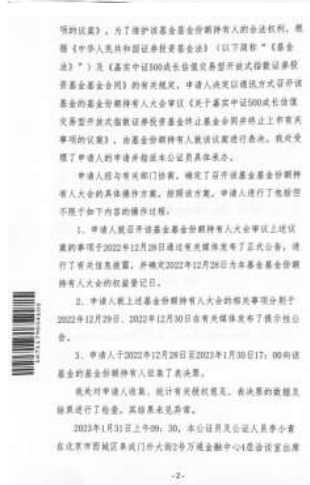 项的议案》，为了维护该基金基金份额持有人的合法权利，根
据《中华人民共和国证券投资基金法》（以下简称“《基金
法》”）及《嘉实中证500成长估值交易型开放式指数证券投
资基金基金合同》的有关规定，申请人决定以通讯方式召开该
基金的基金份额持有人大会审议《关于嘉实中证500成长估值
交易型开放式指数证券投资基金终止基金合同并终止上市有关
事项的议案》，由基金份额持有人就该议案进行表决。我处受
理了申请人的申请并指派本公证员具体承办。
申请人经与有关部门协商，确定了召开该基金基金份额持
有人大会的具体操作方案。按照该方案，申请人进行了包括但
不限于如下内容的操作过程：
1、申请人就召开该基金基金份额持有人大会审议上述议
案的事项于2022年12月28日通过有关媒体发布了正式公告，进
行了有关信息披露，并确定2022年12月28日为本基金基金份额
持有人大会的权益登记日。
2、申请人就上述基金份额持有人大会的相关事项分别于
2022年12月29日、2022年12月30日在有关媒体发布了提示性公
告。
3、申请人于2022年12月28日至2023年1月30日17：00向该
基金的基金份额持有人征集了表决票。
我处对申请人收集、统计有关授权意见、表决票的数据及
结果进行了检查，其结果未见异常。
2023年1月31日上午09：30，本公证员及公证人员李小青
在北京市西城区阜成门外大街2号万通金融中心4层洽谈室出席
-2-